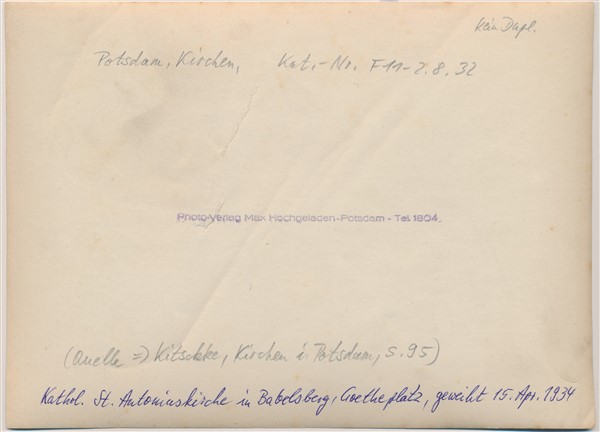 Kein Dupl.
Potsdam, Kirchen, Kat.-Nr. F11-2.8.32
Photo-Verlag Max Hochgeladen-Potsdam - Tel. 1804.
(Quelle => Kitschke, Kirchen i. Potsdam, S. 95)
Kathol. St. Antoniuskirche in Babelsberg, Goetheplatz, geweiht 15. Apr. 1934